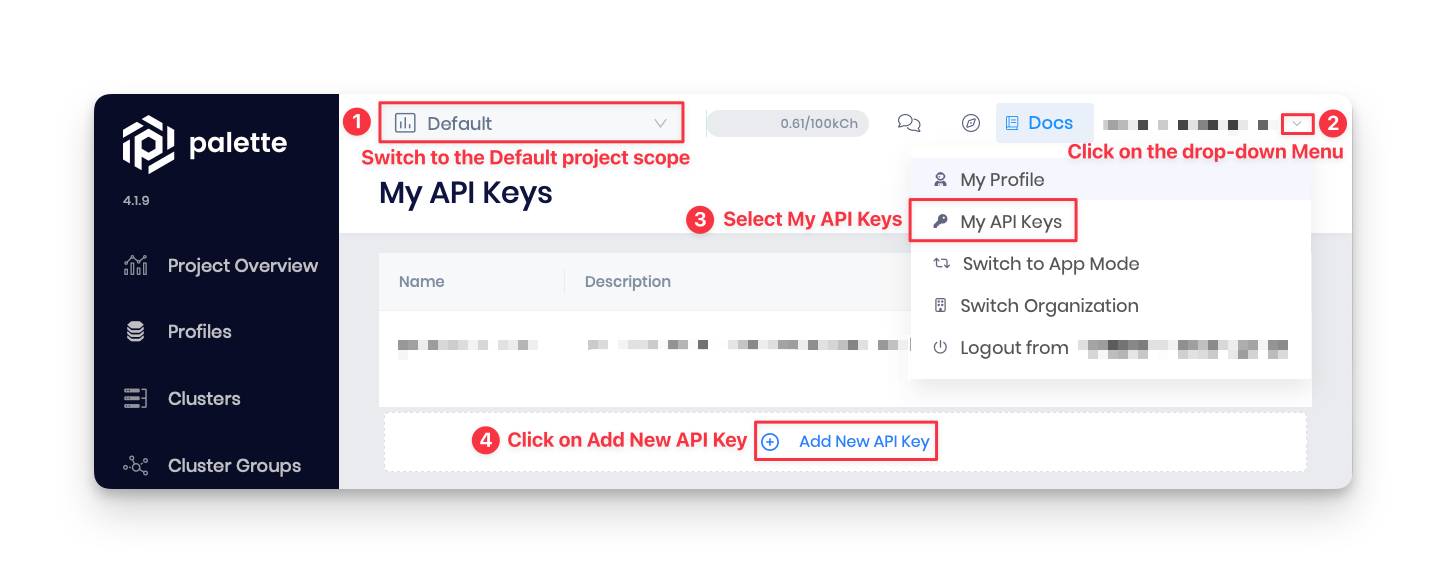 1 Default 0.61/100kCh Docs 2
palette Switch to the Default project scope Click on the drop-down Menu
4.1.9 My API Keys My Profile
3 Select My API Keys My API Keys
Project Overview Name Description Switch to App Mode
Switch Organization
Profiles Logout from
Clusters
4 Click on Add New API Key Add New API Key
Cluster Groups